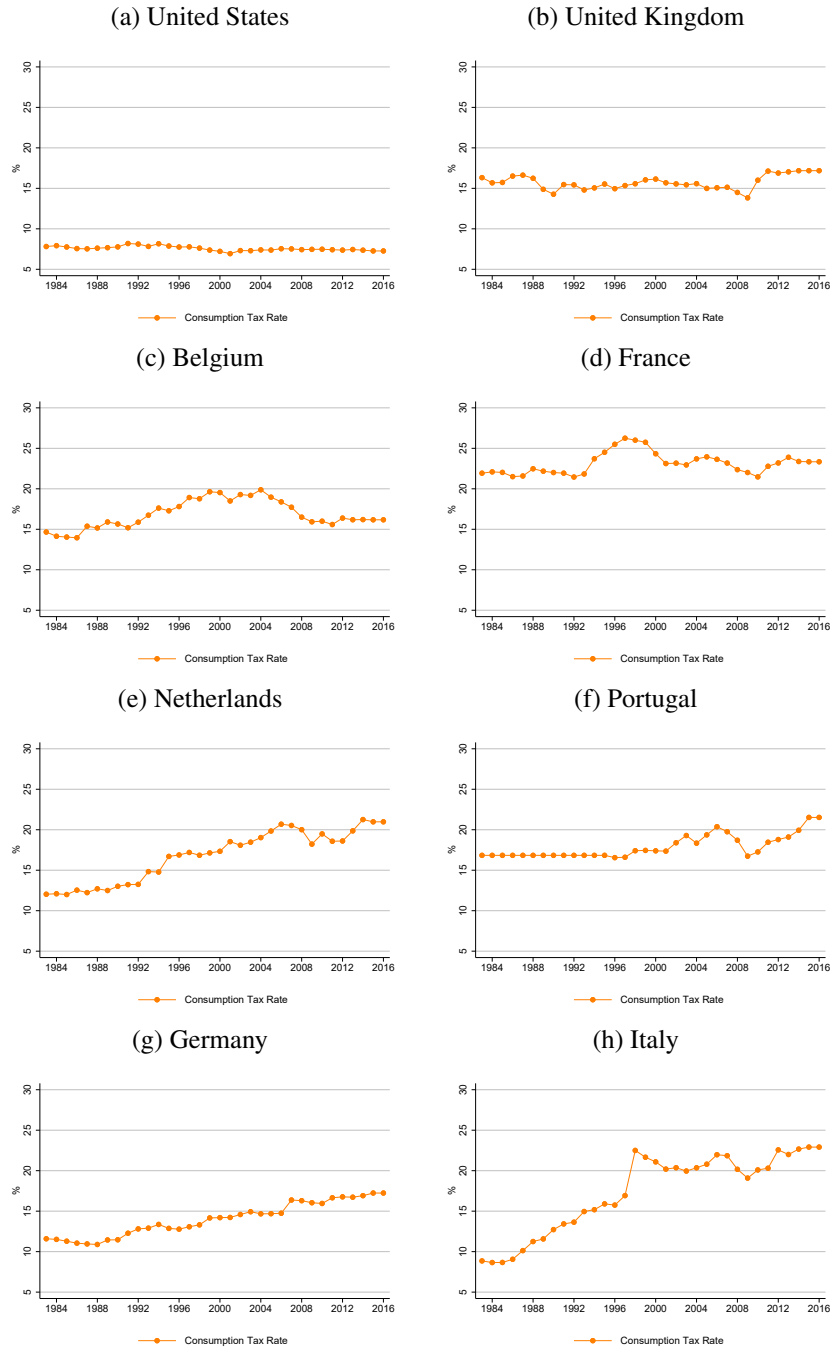 (a) United States
(b) United Kingdom
30
25
20
15
10
5
%
1984 1988 1992 1996 2000 2004 2008 2012 2016
Consumption Tax Rate
30
25
20
15
10
5
%
1984 1988 1992 1996 2000 2004 2008 2012 2016
Consumption Tax Rate
(c) Belgium
(d) France
30
25
20
15
10
5
%
1984 1988 1992 1996 2000 2004 2008 2012 2016
Consumption Tax Rate
30
25
20
15
10
5
%
1984 1988 1992 1996 2000 2004 2008 2012 2016
Consumption Tax Rate
(e) Netherlands
(f) Portugal
30
25
20
15
10
5
%
1984 1988 1992 1996 2000 2004 2008 2012 2016
Consumption Tax Rate
30
25
20
15
10
5
%
1984 1988 1992 1996 2000 2004 2008 2012 2016
Consumption Tax Rate
(g) Germany
(h) Italy
30
25
20
15
10
5
%
1984 1988 1992 1996 2000 2004 2008 2012 2016
Consumption Tax Rate
30
25
20
15
10
5
%
1984 1988 1992 1996 2000 2004 2008 2012 2016
Consumption Tax Rate